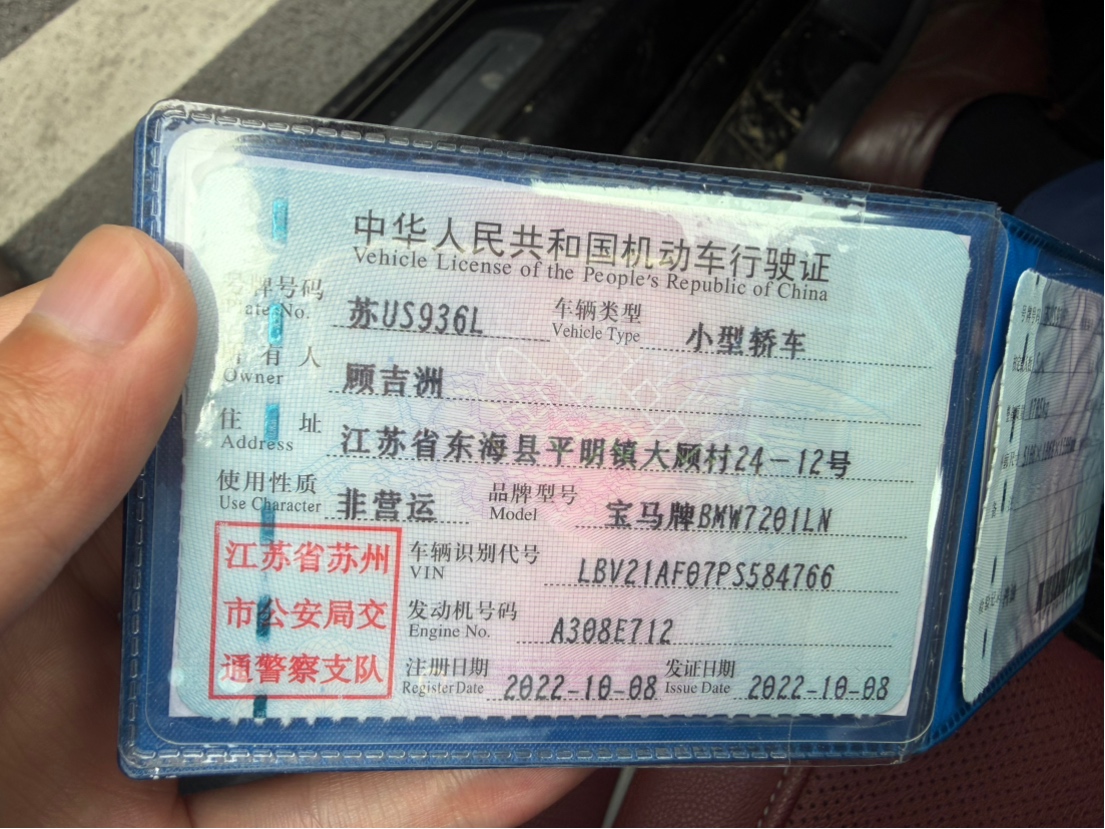 中华人民共和国机动车行驶证
Vehicle License of the People's Republic of China
号牌号码 苏US936L 车辆类型 小型轿车
Plate No. Vehicle Type
所有人 顾吉洲
Owner
住址 江苏省东海县平明镇大顾村24-12号
Address
使用性质 非营运 品牌型号 宝马牌BMW7201LN
Use Character Model
江苏省苏州
市公安局交
通警察支队
车辆识别代号 LBV21AF07PS584766
VIN
发动机号码 A308E712
Engine No.
注册日期 2022-10-08 发证日期 2022-10-08
Register Date Issue Date